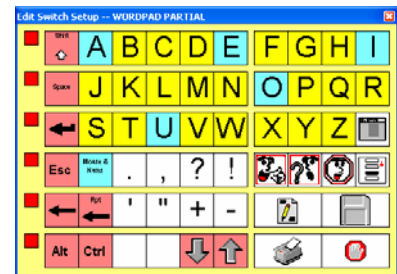 Edit Switch Setup -- WORDPAD PARTIAL
Shift A B C D E F G H I
Space J K L M N O P Q R
S T U V W X Y Z
Esc Mouse & Menu . , ? !
Rpt ' " + -
Alt Ctrl